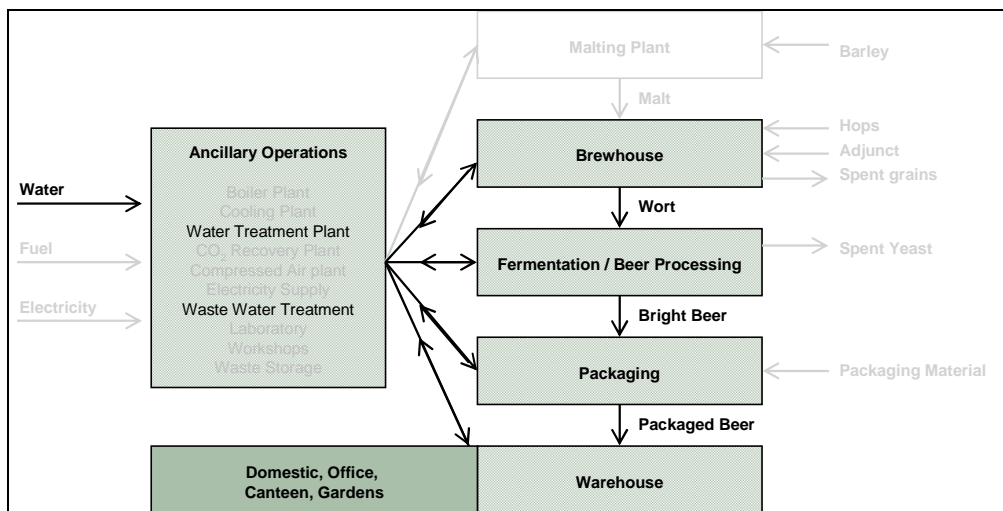 Malting Plant
Barley
Malt
Ancillary Operations
Boiler Plant
Cooling Plant
Water Treatment Plant
CO2 Recovery Plant
Compressed Air plant
Electricity Supply
Waste Water Treatment
Laboratory
Workshops
Waste Storage
Water
Fuel
Electricity
Brewhouse
Hops
Adjunct
Spent grains
Wort
Fermentation / Beer Processing
Spent Yeast
Bright Beer
Packaging
Packaging Material
Packaged Beer
Domestic, Office,
Canteen, Gardens
Warehouse